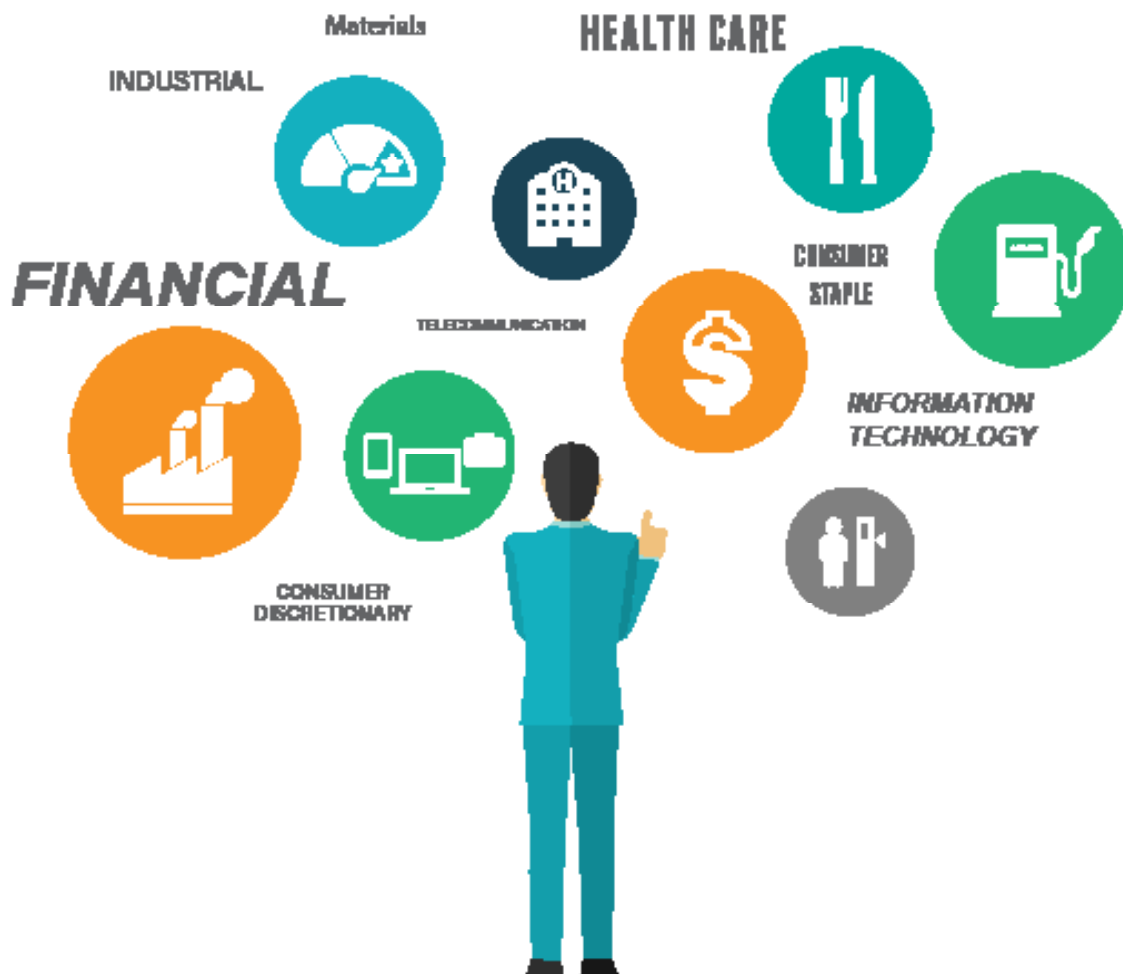 Materials
HEALTH CARE
INDUSTRIAL
H
FINANCIAL
CONSUMER
STAPLE
TELECOMMUNICATION
$
INFORMATION
TECHNOLOGY
CONSUMER
DISCRETIONARY